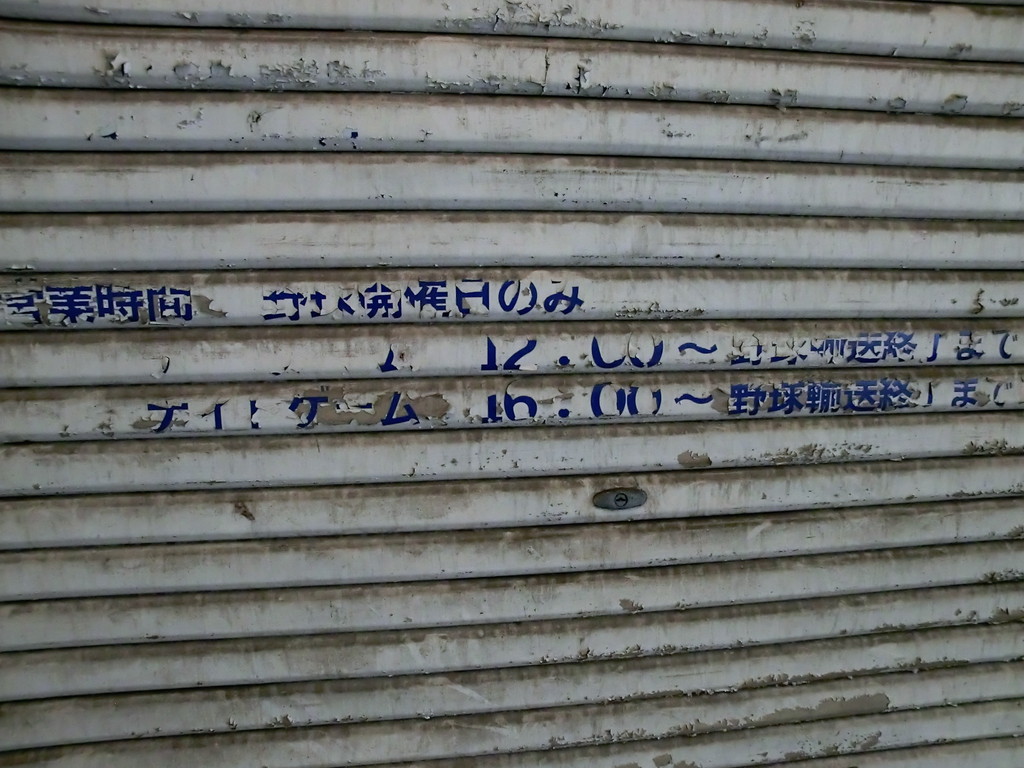 営業時間 野球開催日のみ
12:00～野球輸送終了まで
ナイトゲーム 16:00～野球輸送終了まで